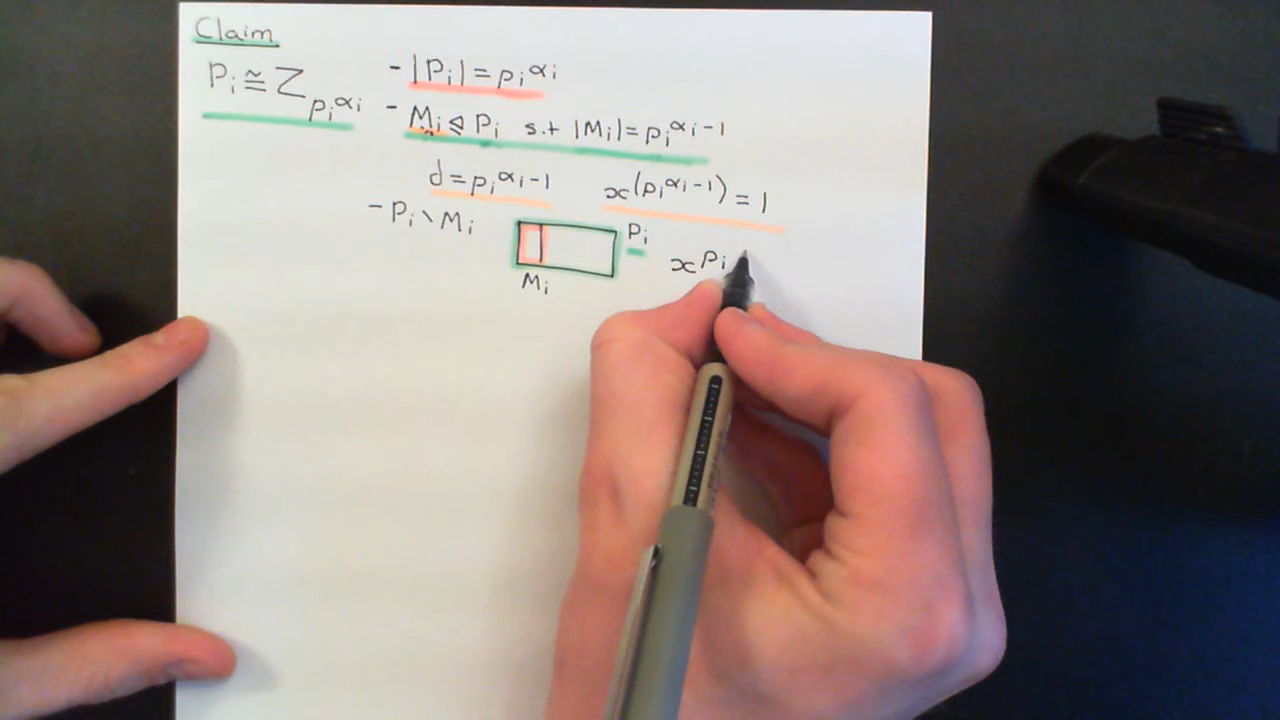 Claim
Pᵢ ≅ ℤ_{pᵢ^{αᵢ}}
- |Pᵢ| = pᵢ^{αᵢ}
- Mᵢ ⊴ Pᵢ s.t |Mᵢ| = pᵢ^{αᵢ-1}
d = pᵢ^{αᵢ-1} x^{(pᵢ^{αᵢ-1})} = 1
- Pᵢ \ Mᵢ
Pᵢ
Mᵢ
x^{pᵢ}